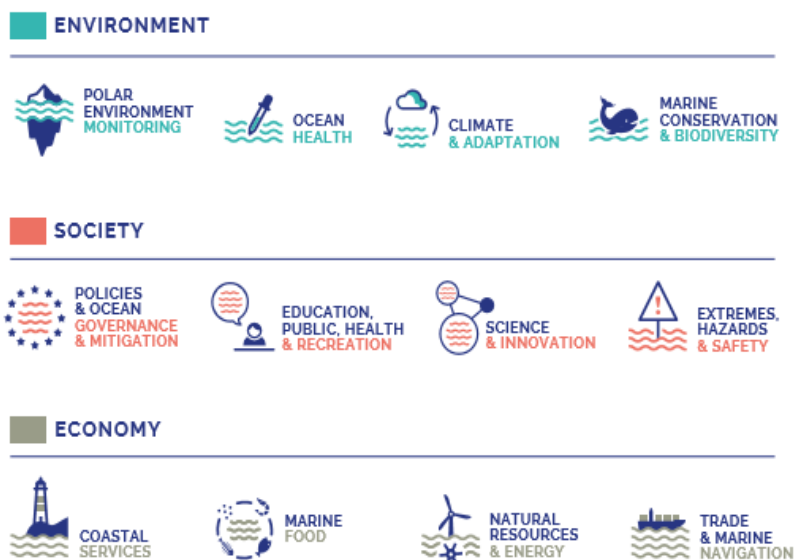 ENVIRONMENT
POLAR
ENVIRONMENT
MONITORING
OCEAN
HEALTH
CLIMATE
& ADAPTATION
MARINE
CONSERVATION
& BIODIVERSITY
SOCIETY
POLICIES
& OCEAN
GOVERNANCE
& MITIGATION
EDUCATION,
PUBLIC, HEALTH
& RECREATION
SCIENCE
& INNOVATION
EXTREMES,
HAZARDS
& SAFETY
ECONOMY
COASTAL
SERVICES
MARINE
FOOD
NATURAL
RESOURCES
& ENERGY
TRADE
& MARINE
NAVIGATION